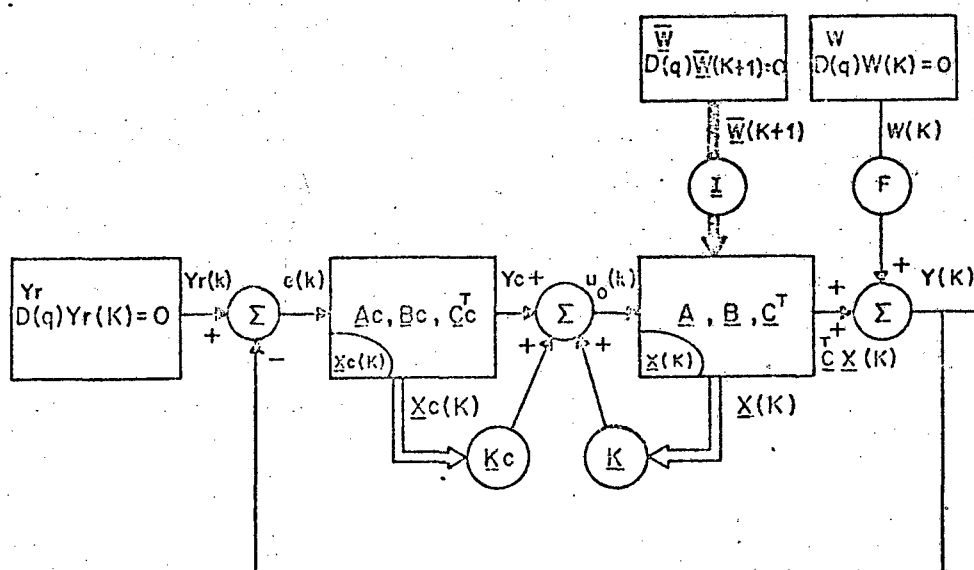 W̅
D(q)W̅(K+1)=0
W
D(q)W(K)=0
W̅(K+1)
W(K)
I
F
Yr
D(q)Yr(K)=0
Yr(k)
+
Σ
−
e(k)
Ac, Bc, Cc^T
Xc(K)
Yc+
Σ
+
+
u₀(k)
A, B, C^T
X(K)
+
+
C^T X(K)
+
Σ
Y(K)
Xc(K)
Kc
K
X(K)